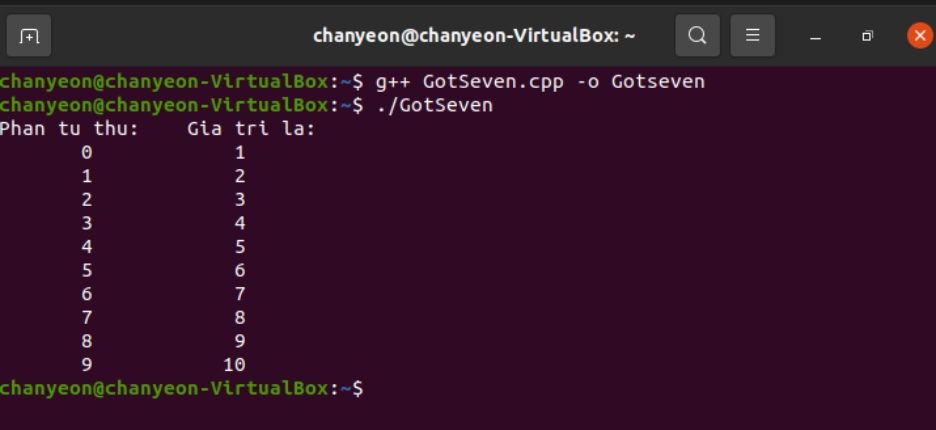 chanyeon@chanyeon-VirtualBox: ~
chanyeon@chanyeon-VirtualBox:~$ g++ GotSeven.cpp -o Gotseven
chanyeon@chanyeon-VirtualBox:~$ ./GotSeven
Phan tu thu:    Gia tri la:
       0            1
       1            2
       2            3
       3            4
       4            5
       5            6
       6            7
       7            8
       8            9
       9           10
chanyeon@chanyeon-VirtualBox:~$